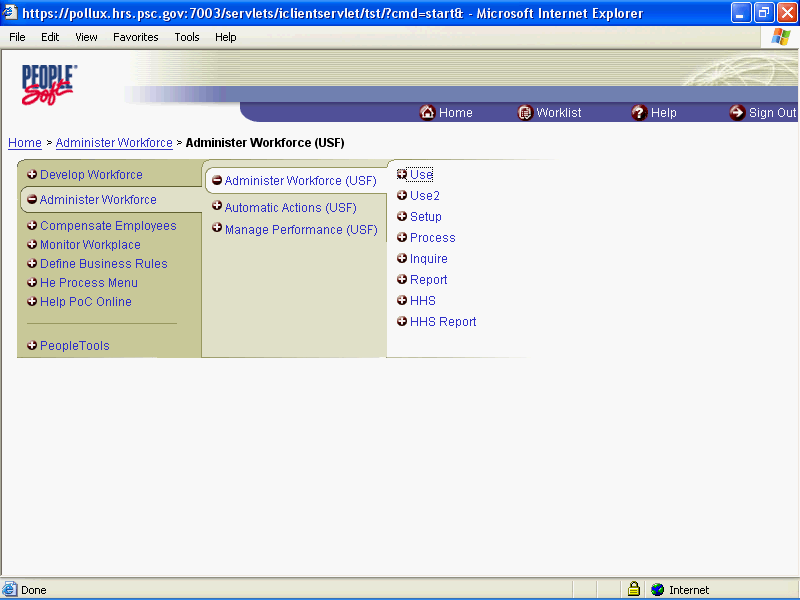 https://pollux.hrs.psc.gov:7003/servlets/iclientservlet/tst/?cmd=start& - Microsoft Internet Explorer
File Edit View Favorites Tools Help
PEOPLE
Soft
Home Worklist Help Sign Out
Home > Administer Workforce > Administer Workforce (USF)
Develop Workforce
Administer Workforce
Compensate Employees
Monitor Workplace
Define Business Rules
He Process Menu
Help PoC Online
PeopleTools
Administer Workforce (USF)
Automatic Actions (USF)
Manage Performance (USF)
Use
Use2
Setup
Process
Inquire
Report
HHS
HHS Report
Done Internet